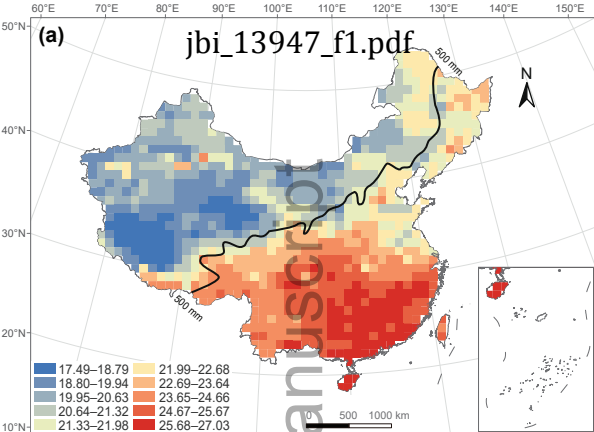 60°E 70°E 80°E 90°E 100°E 110°E 120°E 130°E 140°E 150°E
50°N
(a)
jbi_13947_f1.pdf
500 mm
N
40°N
30°N
500 mm
20°N
anuscript
17.49–18.79 21.99–22.68
18.80–19.94 22.69–23.64
19.95–20.63 23.65–24.66
20.64–21.32 24.67–25.67
21.33–21.98 25.68–27.03
0 500 1000 km
10°N